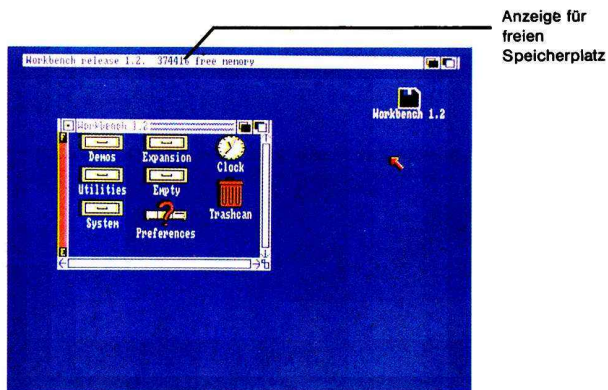 Anzeige für
freien
Speicherplatz
Workbench release 1.2. 374416 free memory
Workbench 1.2
Workbench 1.2
Demos Expansion Clock
Utilities Empty Trashcan
System Preferences
F
E